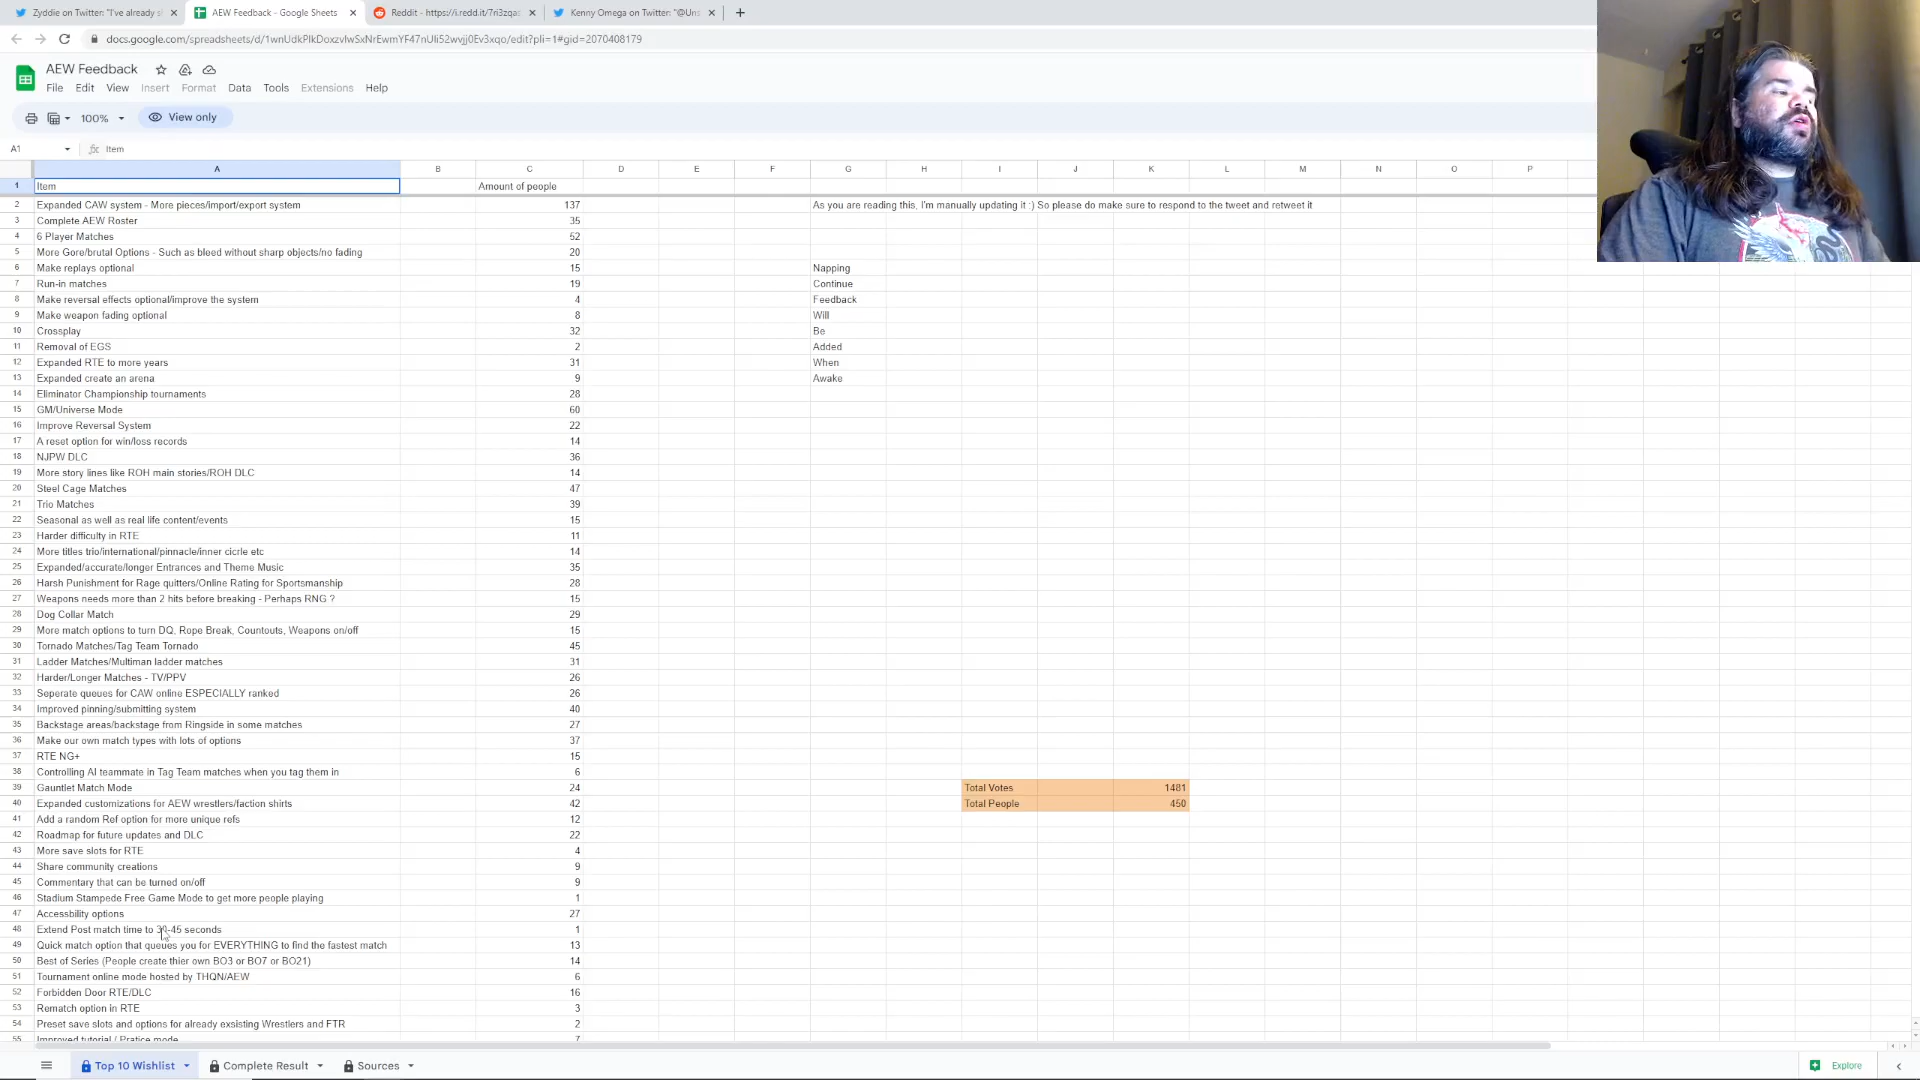 Zyddie on Twitter: "I've already s
AEW Feedback - Google Sheets
Reddit - https://i.redd.it/7ri3zqa
Kenny Omega on Twitter: "@Un
AEW Feedback
File Edit View Insert Format Data Tools Extensions Help
100% View only
A1 fx Item
A B C D E F G H I J K L M N O P
1 Item Amount of people
2 Expanded CAW system - More pieces/import/export system 137 As you are reading this, I'm manually updating it :) So please do make sure to respond to the tweet and retweet it
3 Complete AEW Roster 35
4 6 Player Matches 52
5 More Gore/brutal Options - Such as bleed without sharp objects/no fading 20
6 Make replays optional 15 Napping
7 Run-in matches 19 Continue
8 Make reversal effects optional/improve the system 4 Feedback
9 Make weapon fading optional 8 Will
10 Crossplay 32 Be
11 Removal of EGS 2 Added
12 Expanded RTE to more years 31 When
13 Expanded create an arena 9 Awake
14 Eliminator Championship tournaments 28
15 GM/Universe Mode 60
16 Improve Reversal System 22
17 A reset option for win/loss records 14
18 NJPW DLC 36
19 More story lines like ROH main stories/ROH DLC 14
20 Steel Cage Matches 47
21 Trio Matches 39
22 Seasonal as well as real life content/events 15
23 Harder difficulty in RTE 11
24 More titles trio/international/pinnacle/inner cicrle etc 14
25 Expanded/accurate/longer Entrances and Theme Music 35
26 Harsh Punishment for Rage quitters/Online Rating for Sportsmanship 28
27 Weapons needs more than 2 hits before breaking - Perhaps RNG ? 15
28 Dog Collar Match 29
29 More match options to turn DQ, Rope Break, Countouts, Weapons on/off 15
30 Tornado Matches/Tag Team Tornado 45
31 Ladder Matches/Multiman ladder matches 31
32 Harder/Longer Matches - TV/PPV 26
33 Seperate queues for CAW online ESPECIALLY ranked 26
34 Improved pinning/submitting system 40
35 Backstage areas/backstage from Ringside in some matches 27
36 Make our own match types with lots of options 37
37 RTE NG+ 15
38 Controlling AI teammate in Tag Team matches when you tag them in 6
39 Gauntlet Match Mode 24 Total Votes 1481
40 Expanded customizations for AEW wrestlers/faction shirts 42 Total People 450
41 Add a random Ref option for more unique refs 12
42 Roadmap for future updates and DLC 22
43 More save slots for RTE 4
44 Share community creations 9
45 Commentary that can be turned on/off 9
46 Stadium Stampede Free Game Mode to get more people playing 1
47 Accessbility options 27
48 Extend Post match time to 30-45 seconds 1
49 Quick match option that queues you for EVERYTHING to find the fastest match 13
50 Best of Series (People create thier own BO3 or BO7 or BO21) 14
51 Tournament online mode hosted by THQN/AEW 6
52 Forbidden Door RTE/DLC 16
53 Rematch option in RTE 3
54 Preset save slots and options for already exsisting Wrestlers and FTR 2
55 Improved tutorial / Pratice mode 7
Top 10 Wishlist Complete Result Sources Explore